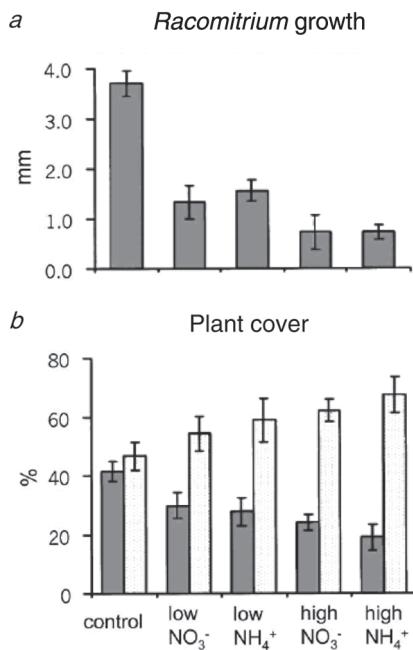 a Racomitrium growth
4.0
3.0
2.0
1.0
0.0
mm
b Plant cover
80
60
40
20
0
%
control
low NO₃⁻
low NH₄⁺
high NO₃⁻
high NH₄⁺